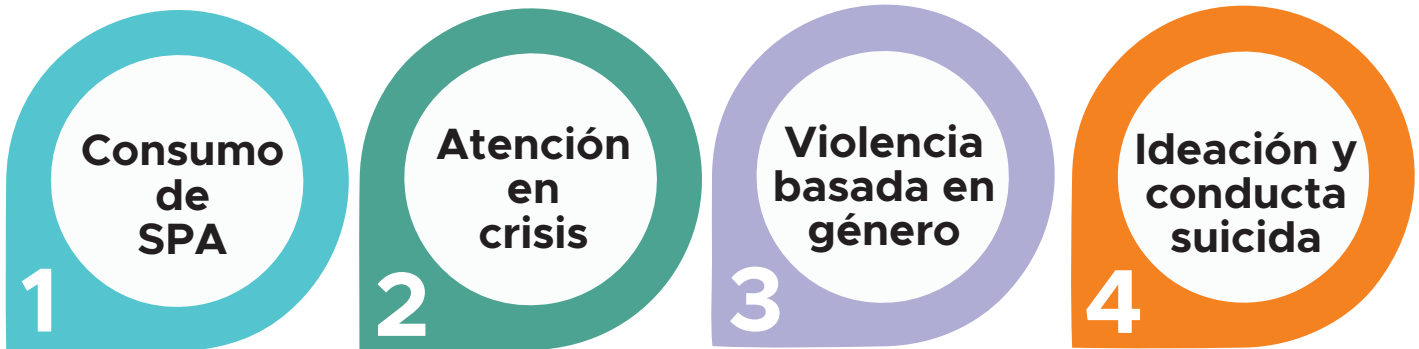 Consumo
de
SPA
1
Atención
en
crisis
2
Violencia
basada en
género
3
Ideación y
conducta
suicida
4